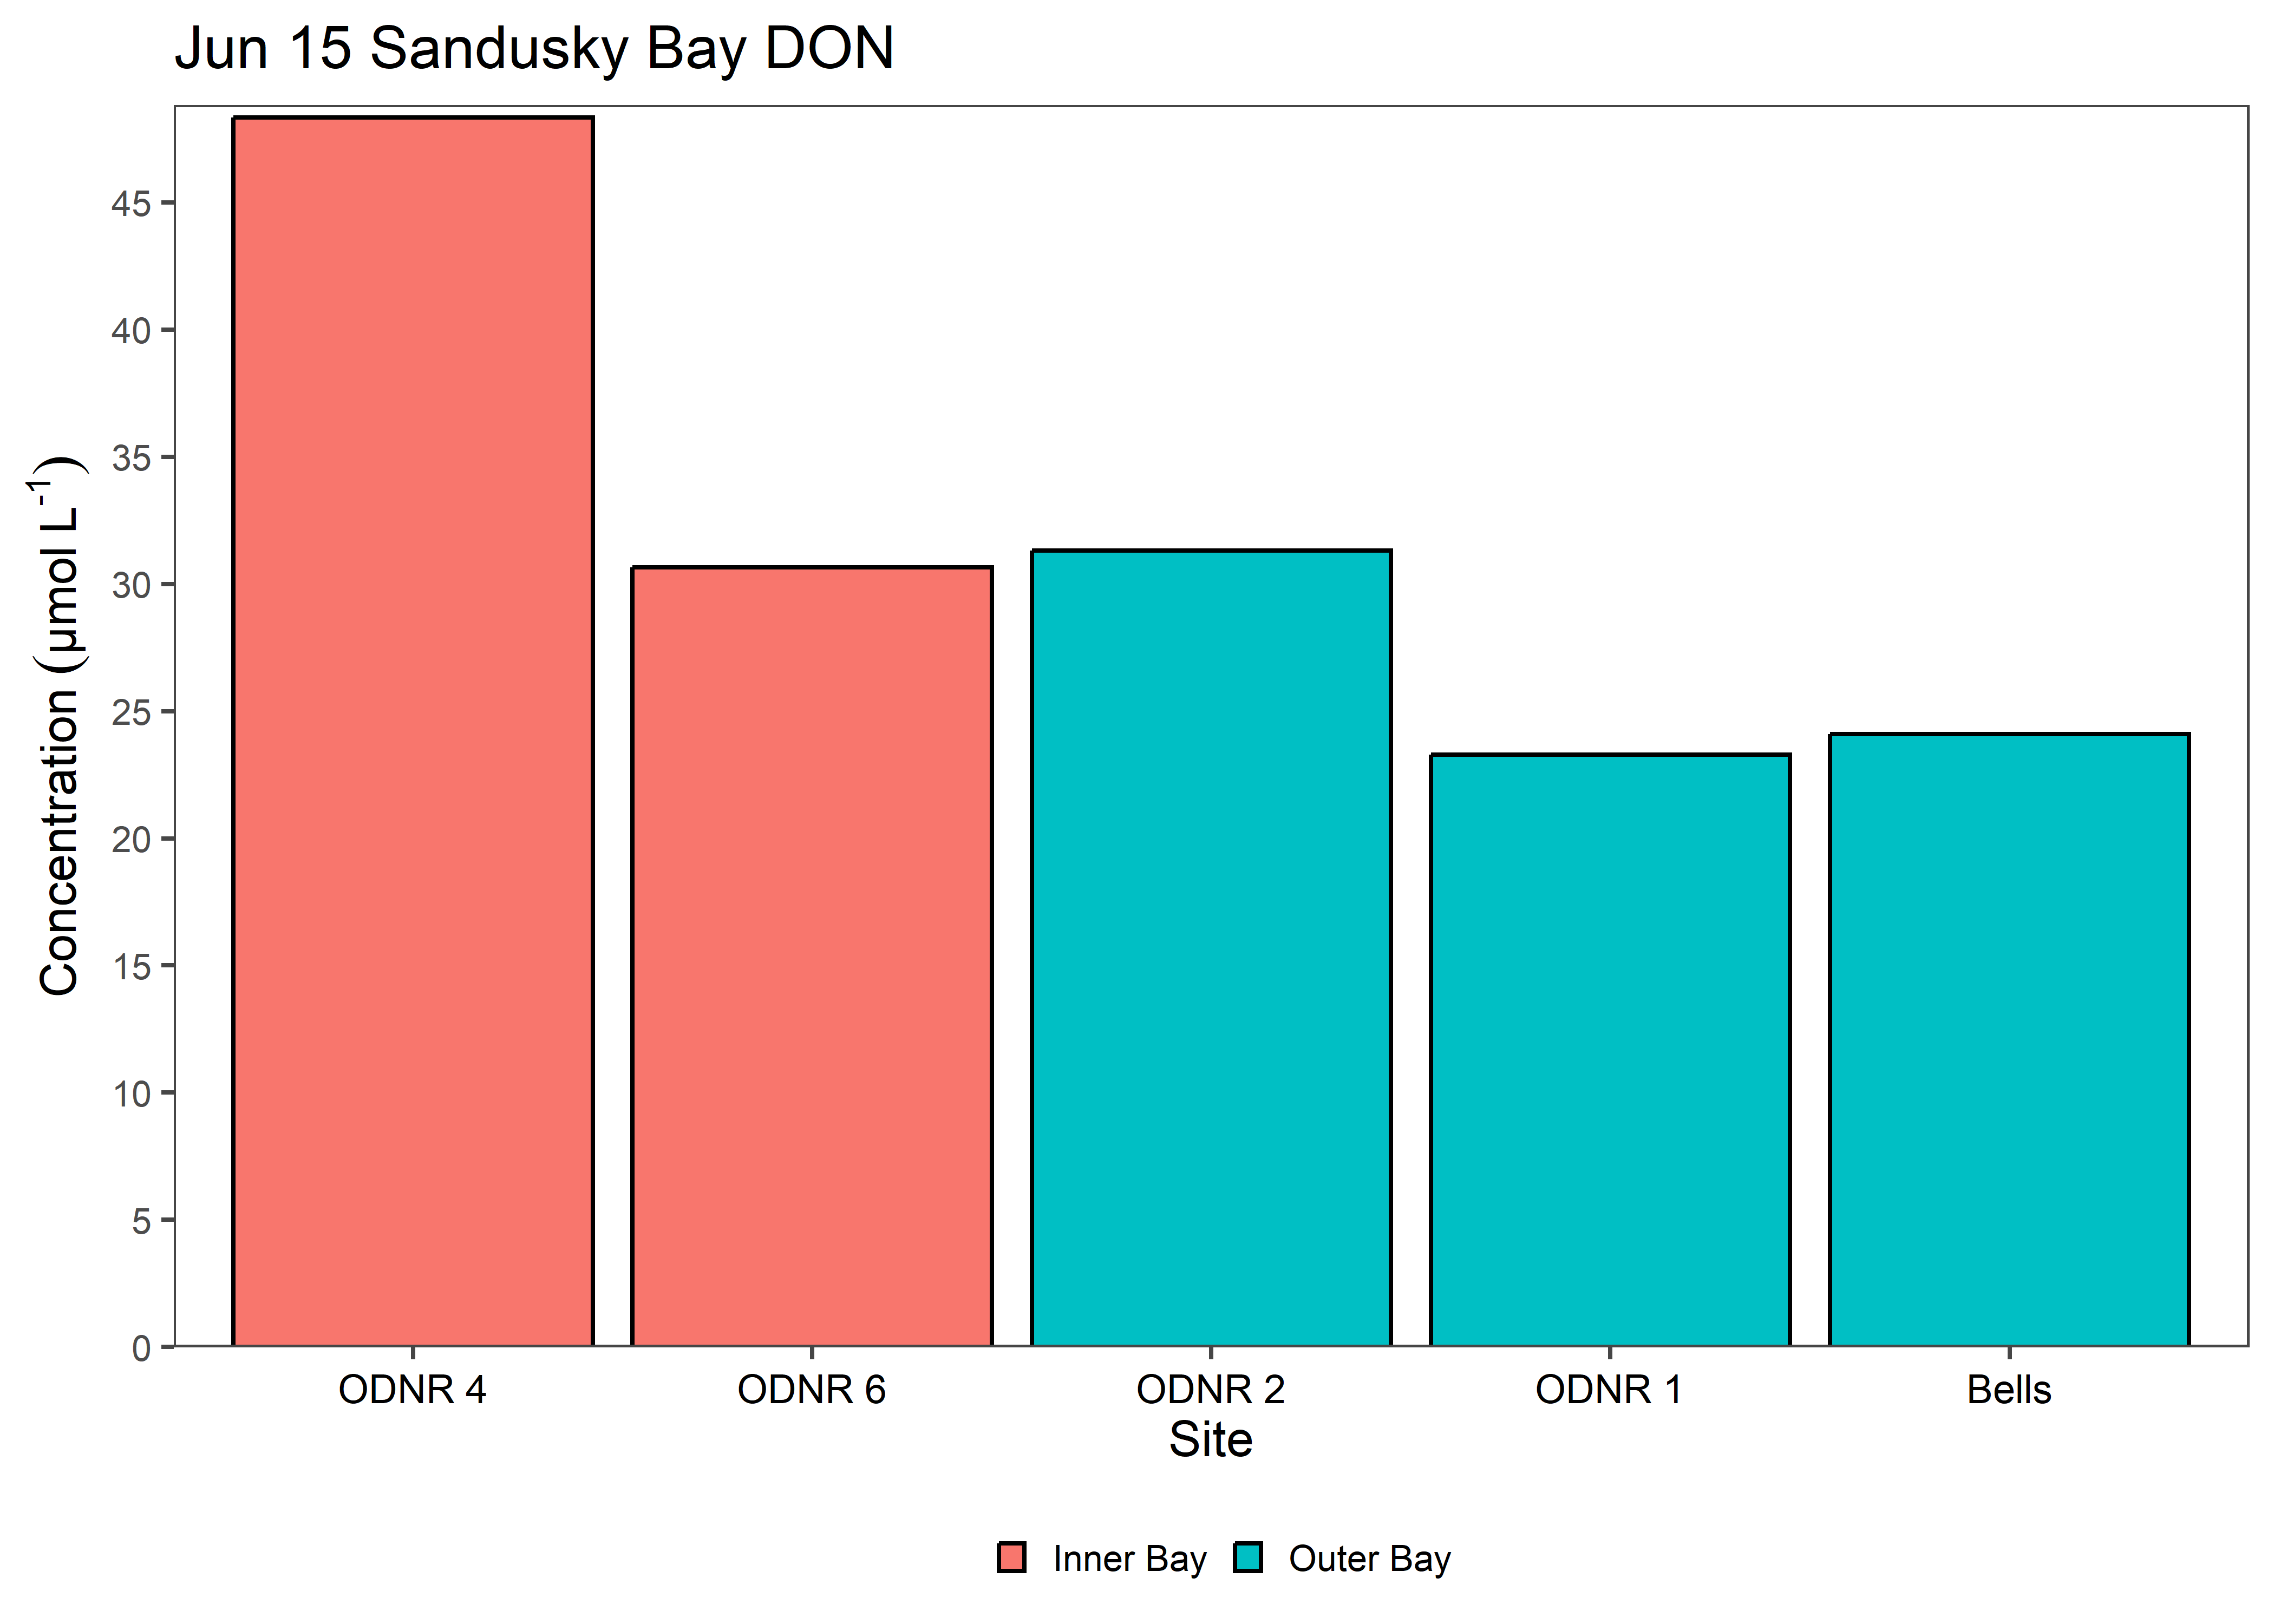 Jun 15 Sandusky Bay DON
Concentration (µmol L⁻¹)
45
40
35
30
25
20
15
10
5
0
ODNR 4 ODNR 6 ODNR 2 ODNR 1 Bells
Site
Inner Bay Outer Bay